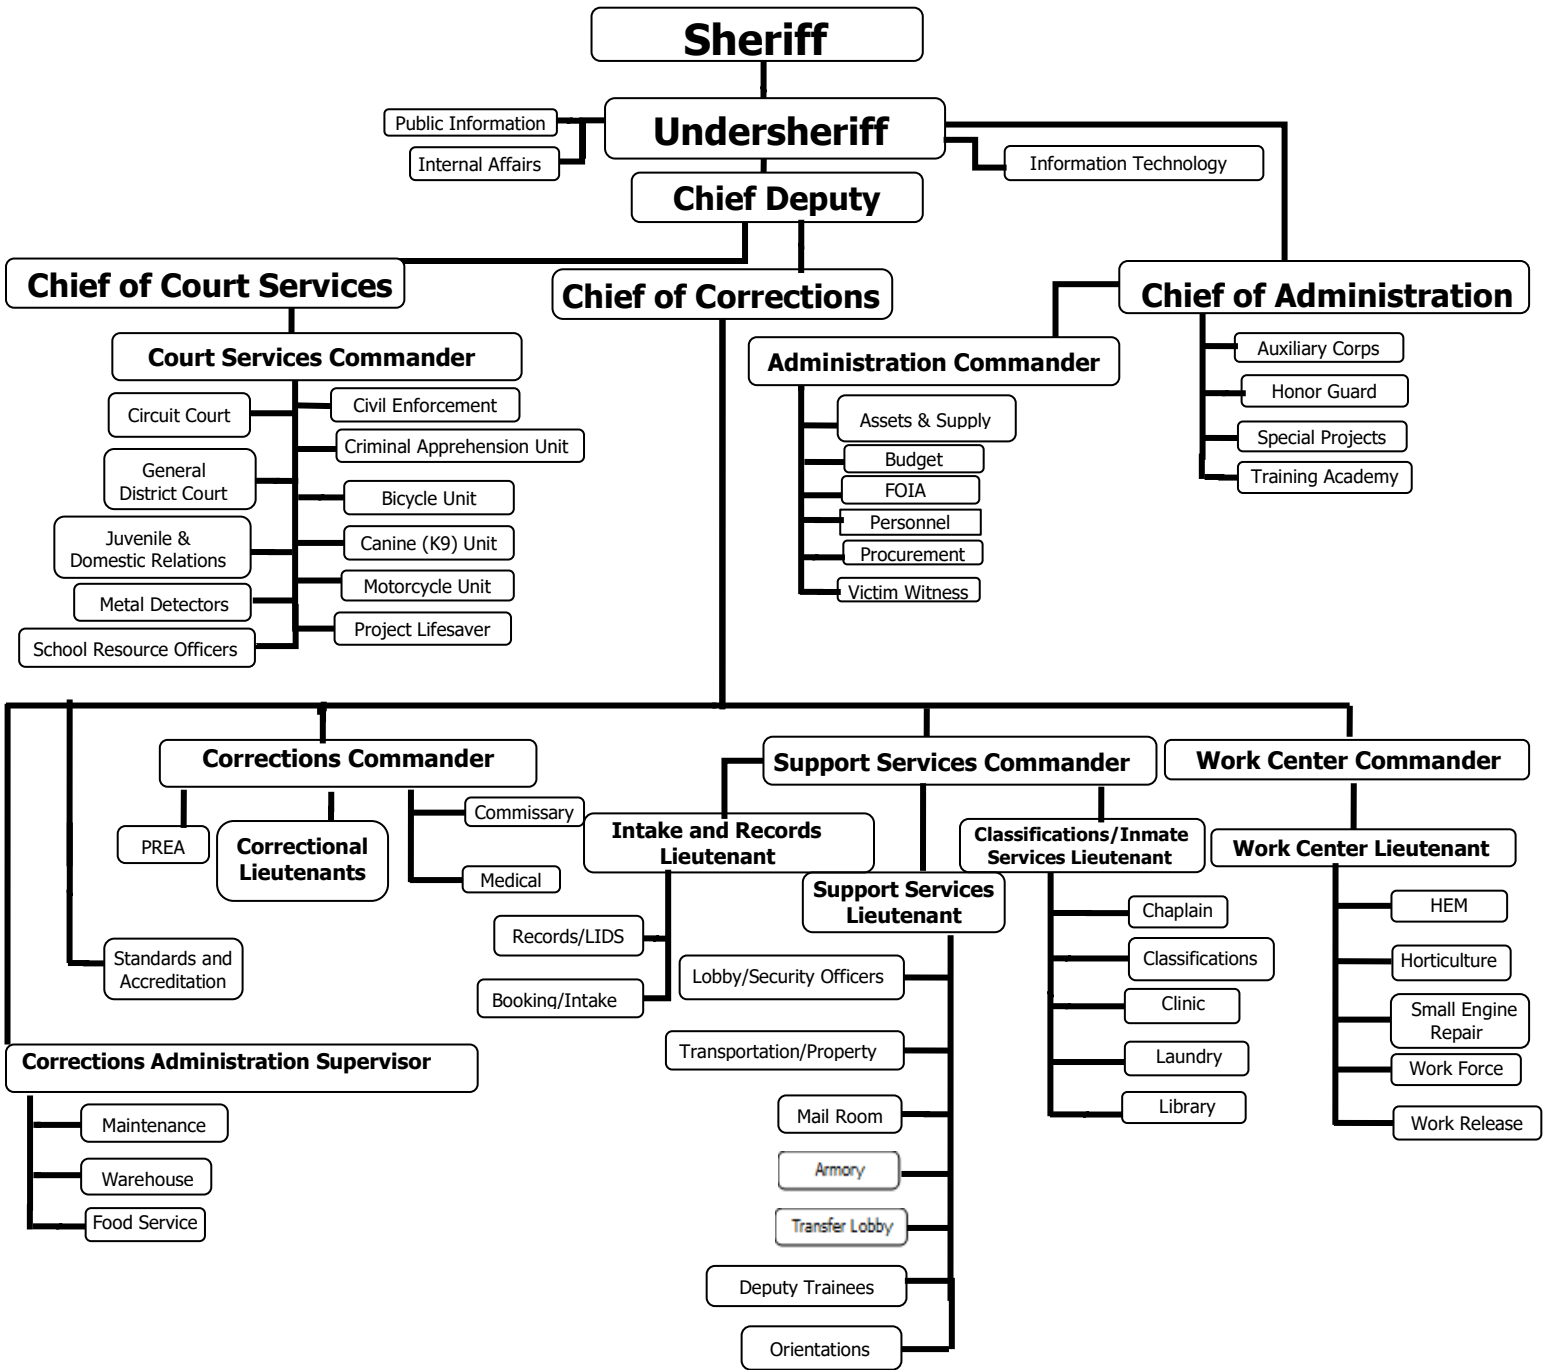 Sheriff
Undersheriff
Public Information
Internal Affairs
Information Technology
Chief Deputy
Chief of Court Services
Chief of Corrections
Chief of Administration
Court Services Commander
Circuit Court
General
District Court
Juvenile &
Domestic Relations
Metal Detectors
School Resource Officers
Civil Enforcement
Criminal Apprehension Unit
Bicycle Unit
Canine (K9) Unit
Motorcycle Unit
Project Lifesaver
Administration Commander
Assets & Supply
Budget
FOIA
Personnel
Procurement
Victim Witness
Auxiliary Corps
Honor Guard
Special Projects
Training Academy
Corrections Commander
PREA
Correctional
Lieutenants
Commissary
Medical
Standards and
Accreditation
Corrections Administration Supervisor
Maintenance
Warehouse
Food Service
Support Services Commander
Intake and Records
Lieutenant
Records/LIDS
Booking/Intake
Support Services
Lieutenant
Lobby/Security Officers
Transportation/Property
Mail Room
Armory
Transfer Lobby
Deputy Trainees
Orientations
Classifications/Inmate
Services Lieutenant
Chaplain
Classifications
Clinic
Laundry
Library
Work Center Commander
Work Center Lieutenant
HEM
Horticulture
Small Engine
Repair
Work Force
Work Release